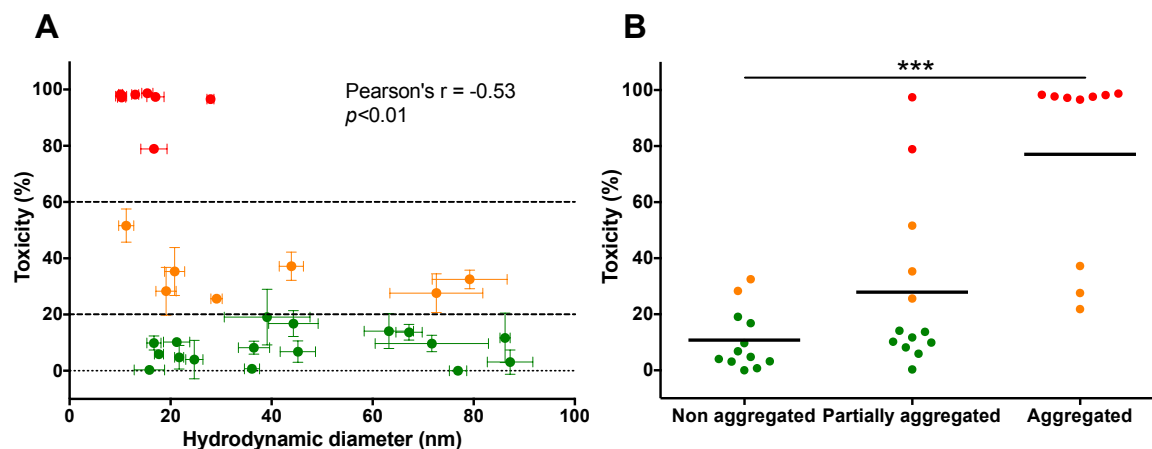 A
Toxicity (%)
100
80
60
40
20
0
Pearson's r = -0.53
p<0.01
0 20 40 60 80 100
Hydrodynamic diameter (nm)
B
Toxicity (%)
100
80
60
40
20
0
***
Non aggregated Partially aggregated Aggregated